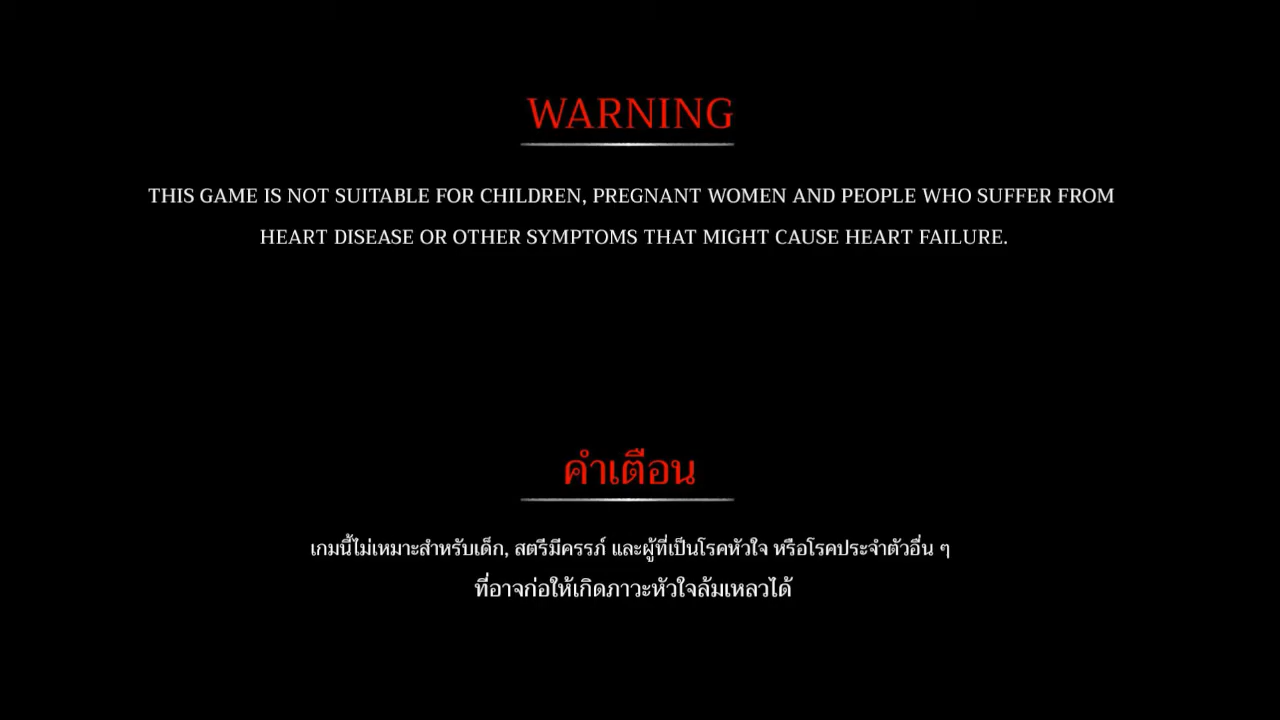 WARNING
THIS GAME IS NOT SUITABLE FOR CHILDREN, PREGNANT WOMEN AND PEOPLE WHO SUFFER FROM
HEART DISEASE OR OTHER SYMPTOMS THAT MIGHT CAUSE HEART FAILURE.
คำเตือน
เกมนี้ไม่เหมาะสำหรับเด็ก, สตรีมีครรภ์ และผู้ที่เป็นโรคหัวใจ หรือโรคประจำตัวอื่น ๆ
ที่อาจก่อให้เกิดภาวะหัวใจล้มเหลวได้